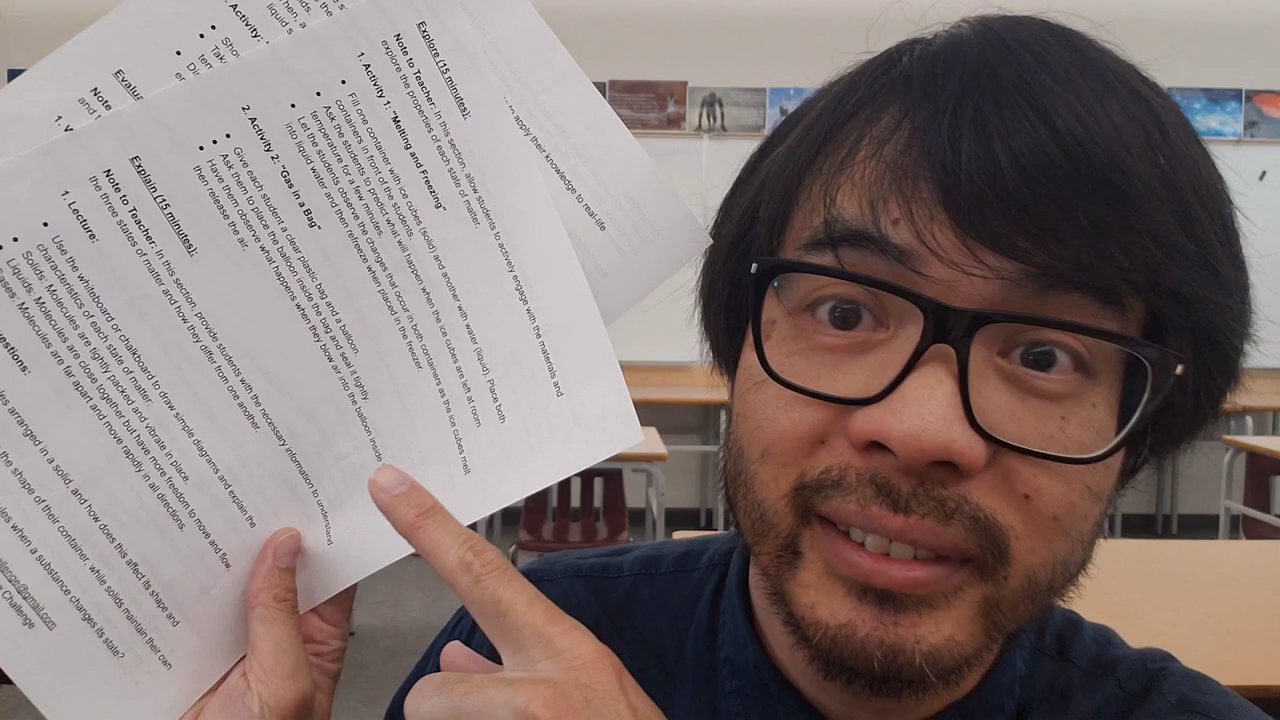 Explore (15 minutes):
Note to Teacher: In this section, allow students to actively engage with the materials and
explore the properties of each state of matter.
1. Activity 1: "Melting and Freezing"
• Fill one container with ice cubes (solid) and another with water (liquid). Place both
containers in front of the students.
• Ask the students to predict what will happen when the ice cubes are left at room
temperature for a few minutes.
• Let the students observe the changes that occur in both containers as the ice cubes melt
into liquid water and then refreeze when placed in the freezer.
2. Activity 2: "Gas in a Bag"
• Give each student a clear plastic bag and a balloon.
• Ask them to place the balloon inside the bag and seal it tightly.
• Have them observe what happens when they blow air into the balloon inside
then release the air.
Explain (15 minutes):
Note to Teacher: In this section, provide students with the necessary information to understand
the three states of matter and how they differ from one another.
1. Lecture:
• Use the whiteboard or chalkboard to draw simple diagrams and explain the
characteristics of each state of matter.
• Solids: Molecules are tightly packed and vibrate in place.
• Liquids: Molecules are close together but have more freedom to move and flow.
Gases: Molecules are far apart and move rapidly in all directions.
arranged in a solid, and how does this affect its shape and
the shape of their container, while solids maintain their own
when a substance changes its state?
Challenge
apply their knowledge to real-life
Activity:
Note
1.